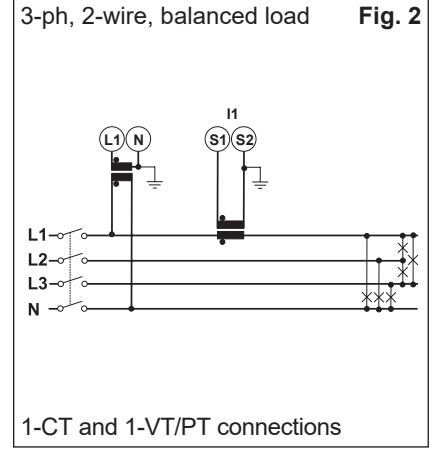 3-ph, 2-wire, balanced load Fig. 2
I1
L1 N S1 S2
L1
L2
L3
N
1-CT and 1-VT/PT connections